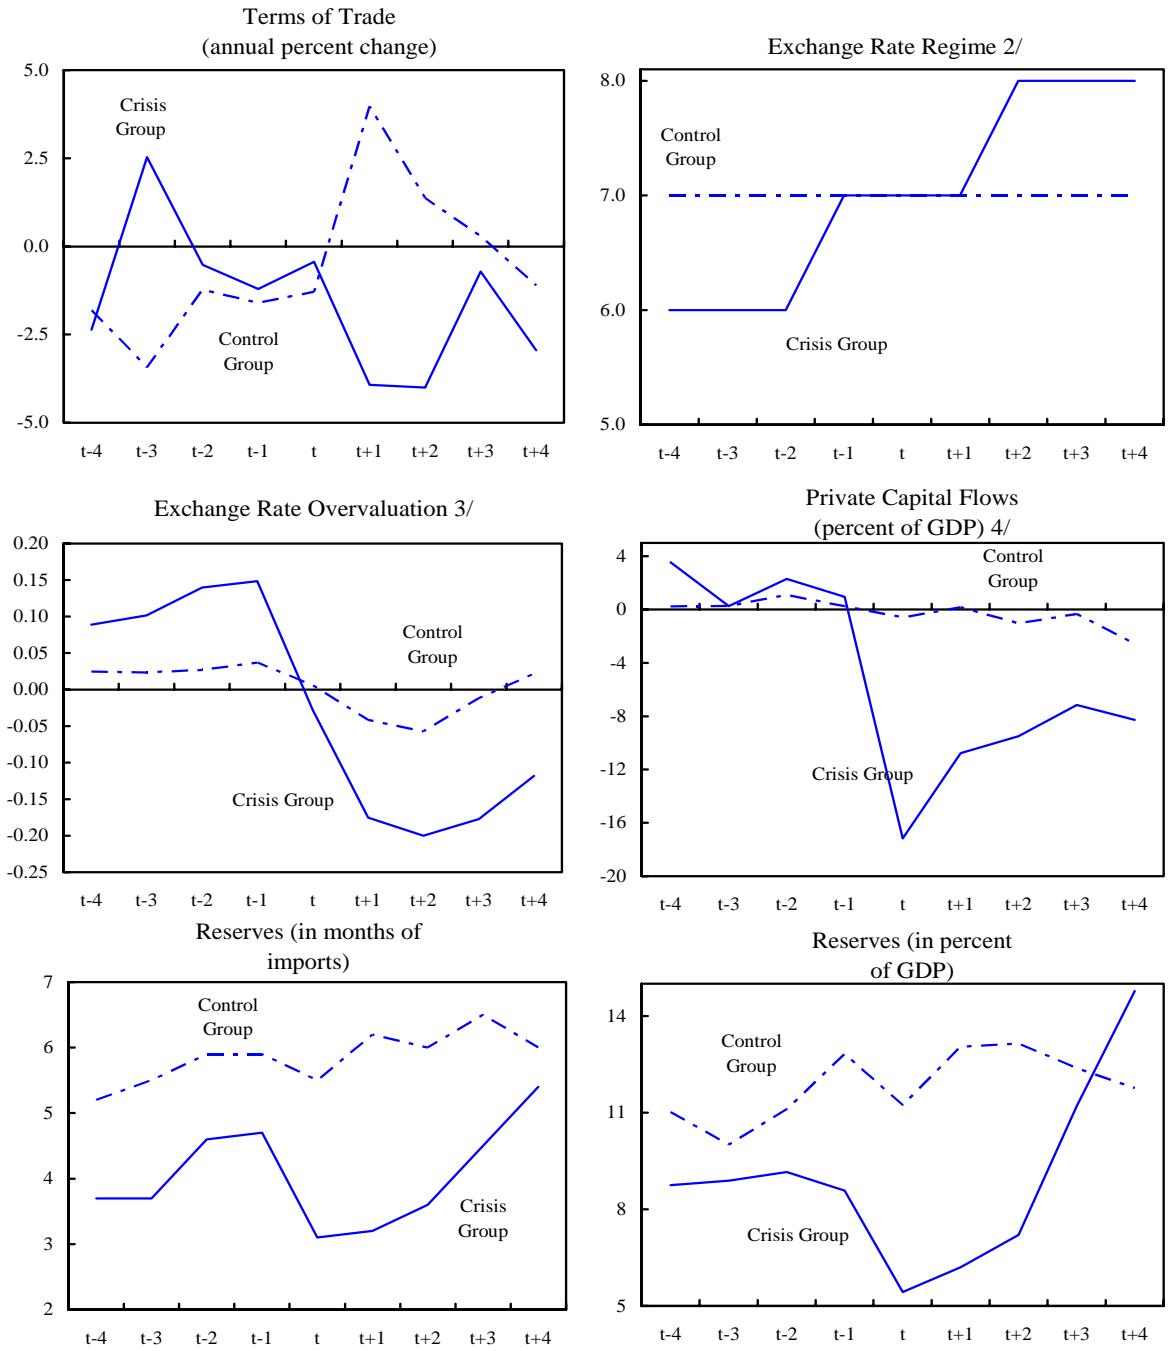 Terms of Trade
(annual percent change)
5.0
2.5
0.0
-2.5
-5.0
Crisis
Group
Control
Group
t-4 t-3 t-2 t-1 t t+1 t+2 t+3 t+4
Exchange Rate Regime 2/
8.0
7.0
6.0
5.0
Control
Group
Crisis Group
t-4 t-3 t-2 t-1 t t+1 t+2 t+3 t+4
Exchange Rate Overvaluation 3/
0.20
0.15
0.10
0.05
0.00
-0.05
-0.10
-0.15
-0.20
-0.25
Control
Group
Crisis Group
t-4 t-3 t-2 t-1 t t+1 t+2 t+3 t+4
Private Capital Flows
(percent of GDP) 4/
4
0
-4
-8
-12
-16
-20
Control
Group
Crisis Group
t-4 t-3 t-2 t-1 t t+1 t+2 t+3 t+4
Reserves (in months of
imports)
7
6
5
4
3
2
Control
Group
Crisis
Group
t-4 t-3 t-2 t-1 t t+1 t+2 t+3 t+4
Reserves (in percent
of GDP)
14
11
8
5
Control
Group
Crisis Group
t-4 t-3 t-2 t-1 t t+1 t+2 t+3 t+4